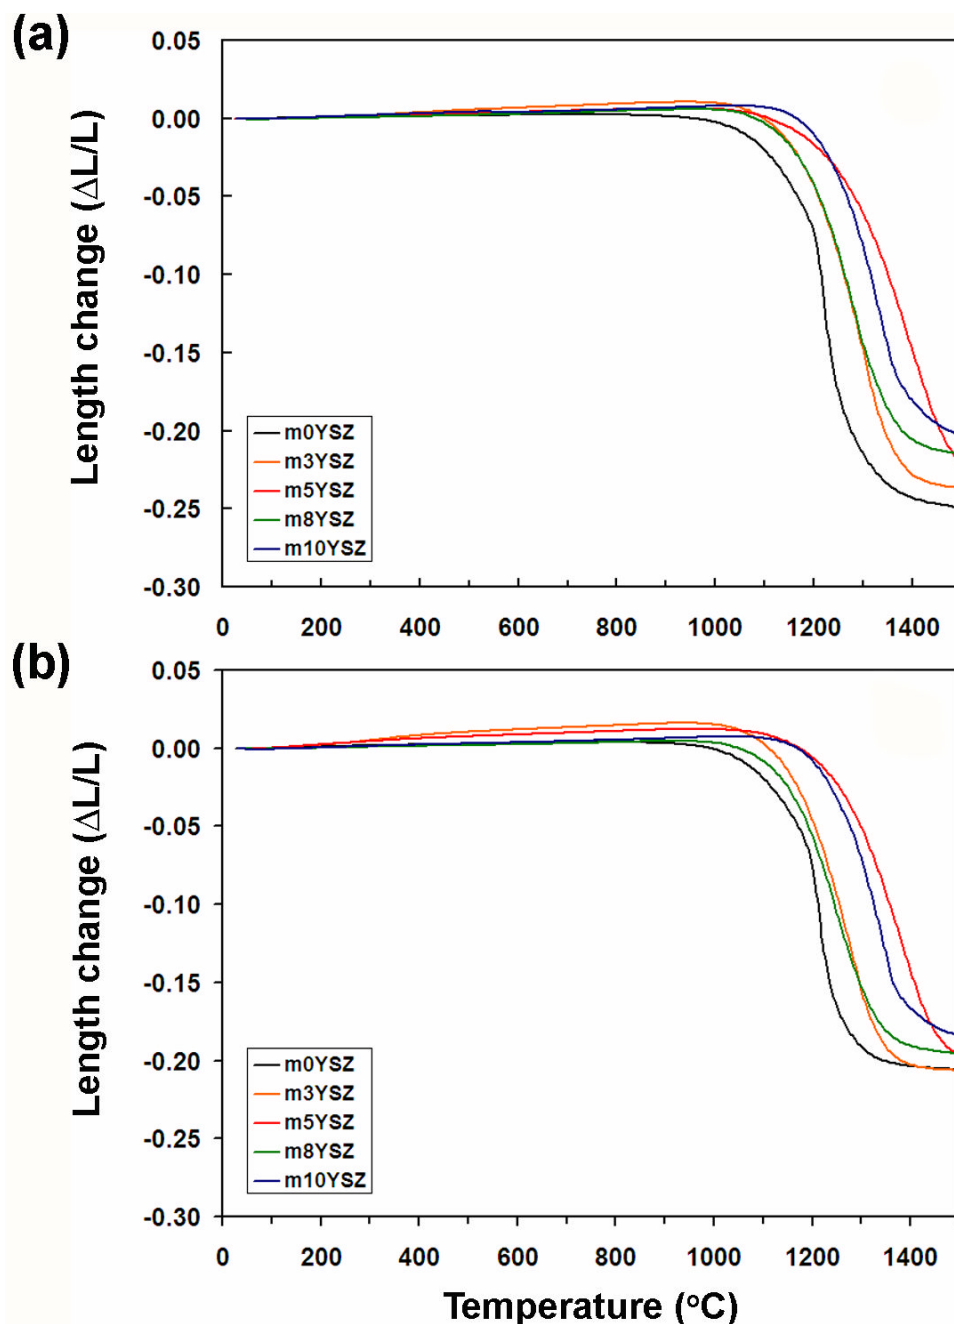 (a)
Length change (ΔL/L)
0.05
0.00
-0.05
-0.10
-0.15
-0.20
-0.25
-0.30
m0YSZ
m3YSZ
m5YSZ
m8YSZ
m10YSZ
0 200 400 600 800 1000 1200 1400
(b)
Length change (ΔL/L)
0.05
0.00
-0.05
-0.10
-0.15
-0.20
-0.25
-0.30
m0YSZ
m3YSZ
m5YSZ
m8YSZ
m10YSZ
0 200 400 600 800 1000 1200 1400
Temperature (°C)